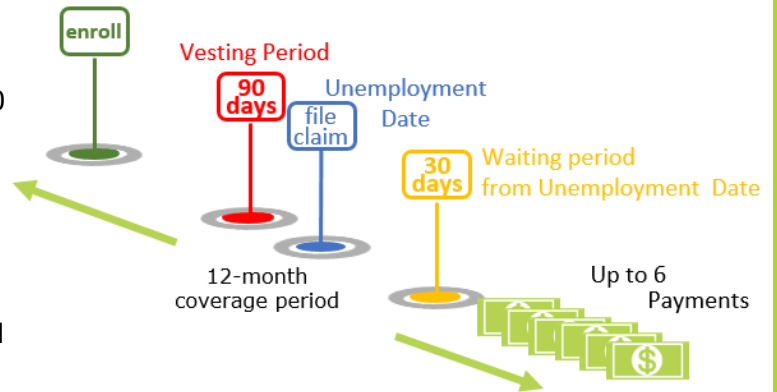 enroll
Vesting Period
90
days
Unemployment
Date
file
claim
30
days
Waiting period
from Unemployment Date
12-month
coverage period
Up to 6
Payments
$